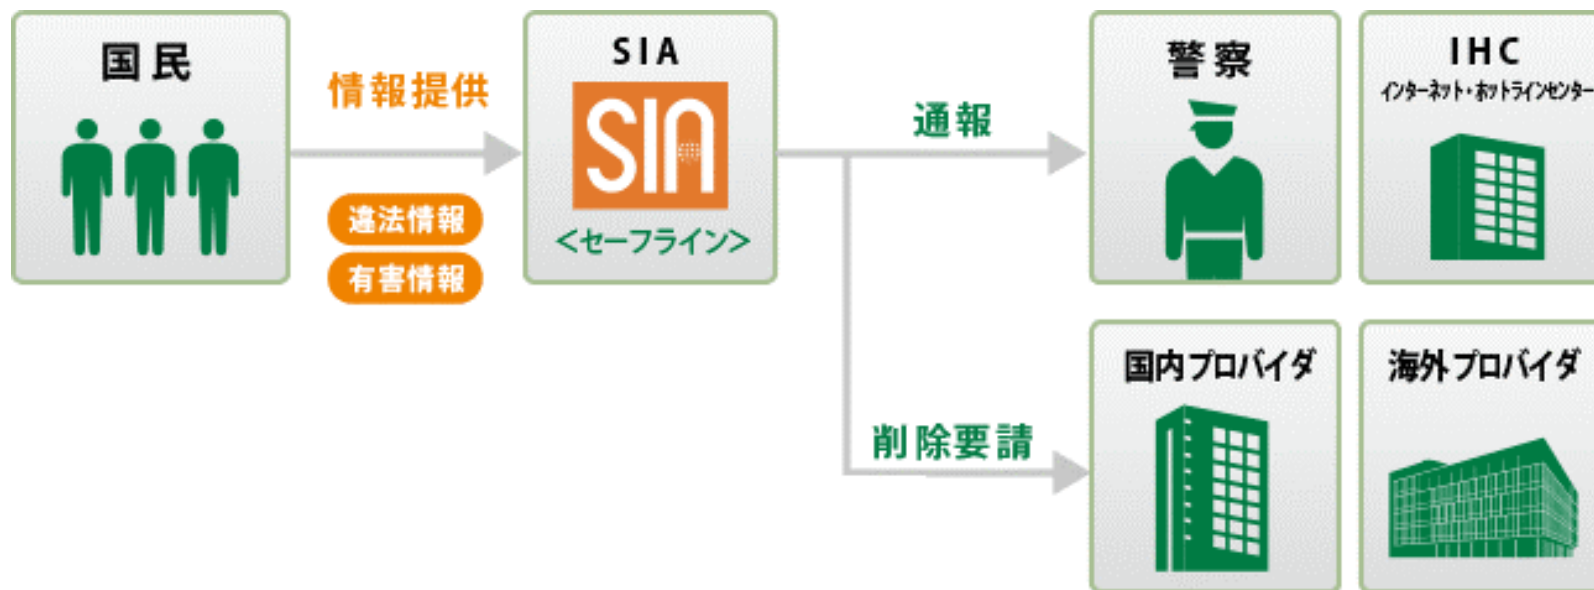 国民
情報提供
違法情報
有害情報
SIA
SIA
<セーフライン>
通報
削除要請
警察
IHC
インターネット・ホットラインセンター
国内プロバイダ
海外プロバイダ